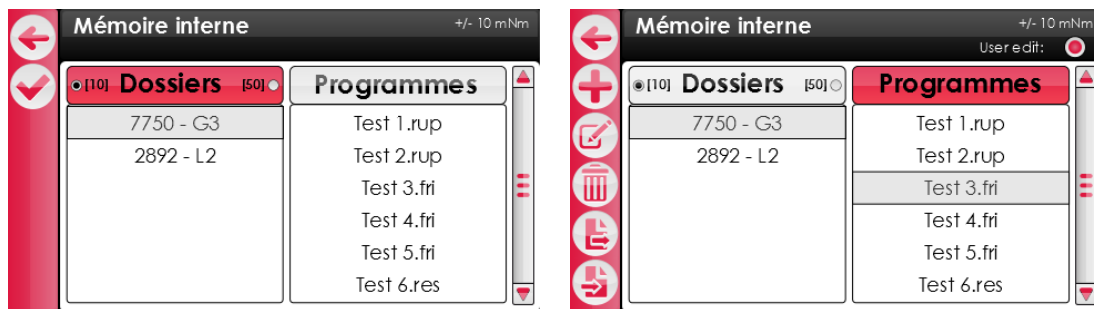 Mémoire interne +/- 10 mNm
[10] Dossiers [50] Programmes
7750 - G3 Test 1.rup
2892 - L2 Test 2.rup
Test 3.fri
Test 4.fri
Test 5.fri
Test 6.res
Mémoire interne +/- 10 mNm
User edit:
[10] Dossiers [50] Programmes
7750 - G3 Test 1.rup
2892 - L2 Test 2.rup
Test 3.fri
Test 4.fri
Test 5.fri
Test 6.res